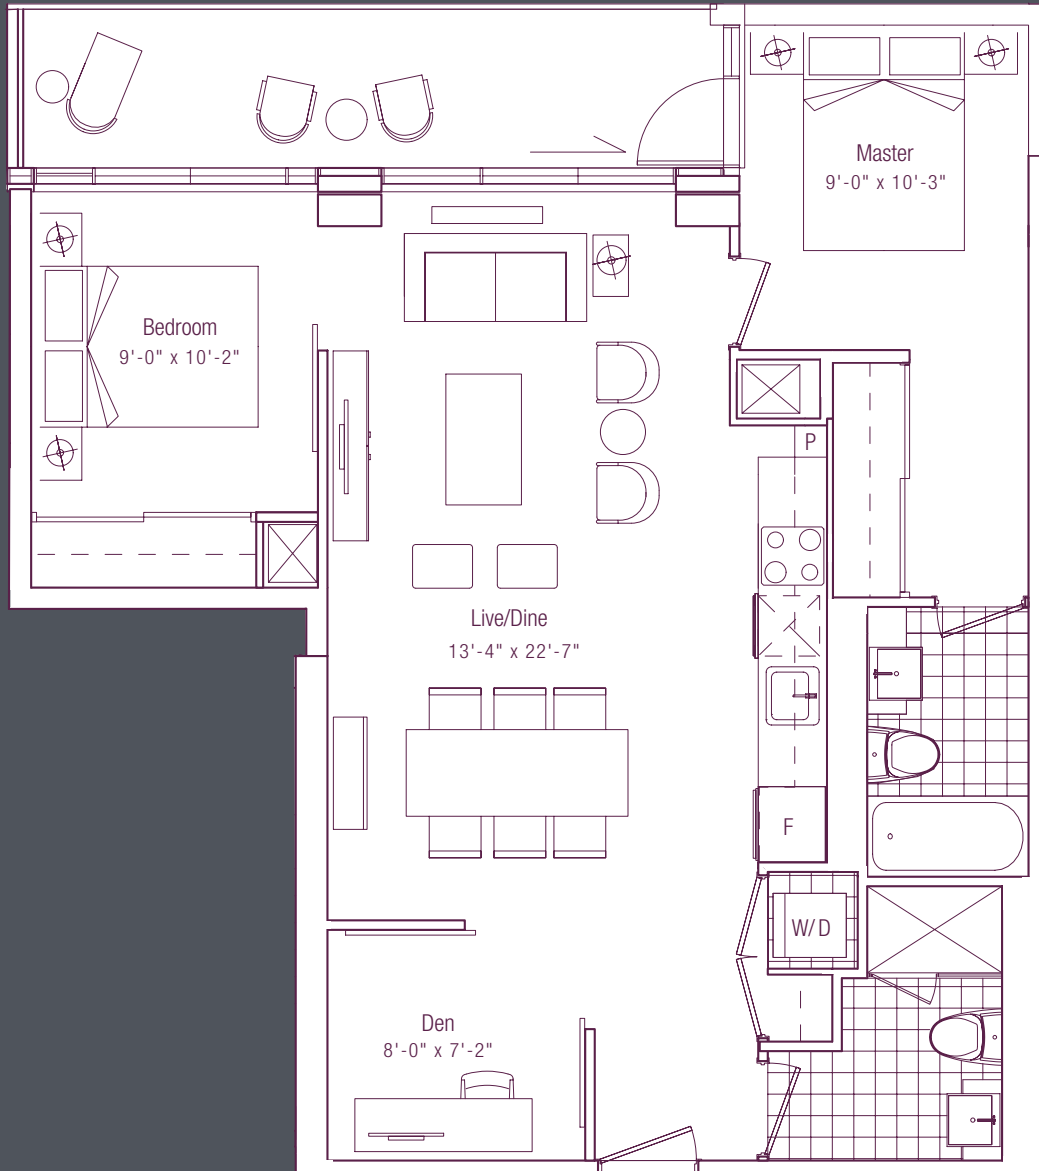 Master
9'-0" x 10'-3"
Bedroom
9'-0" x 10'-2"
P
Live/Dine
13'-4" x 22'-7"
F
W/D
Den
8'-0" x 7'-2"